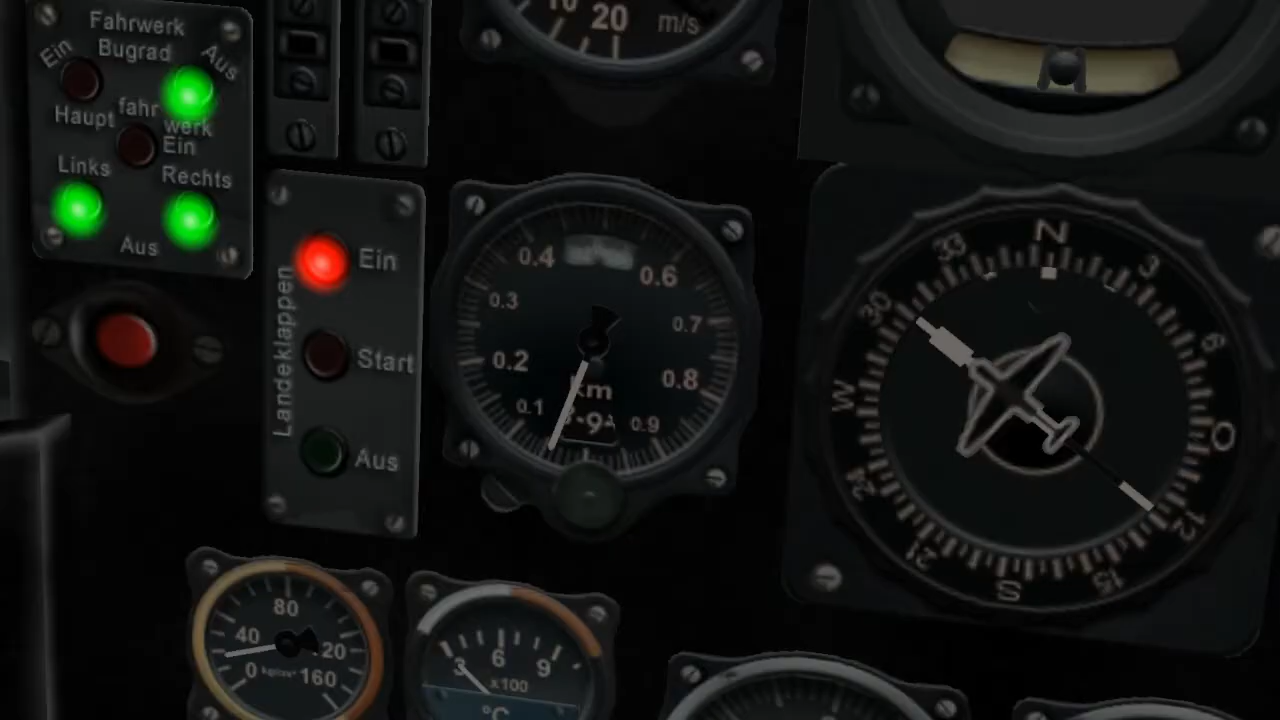 Fahrwerk
Bugrad
Ein
Aus
Haupt
fahr
werk
Ein
Links
Rechts
Aus
Landeklappen
Ein
Start
Aus
10
20
m/s
0.4
0.6
0.3
0.7
0.2
0.8
km
0.1
0.9
N
33
3
30
6
W
O
24
12
21
15
S
80
40
20
0
160
3
6
9
x100
°C